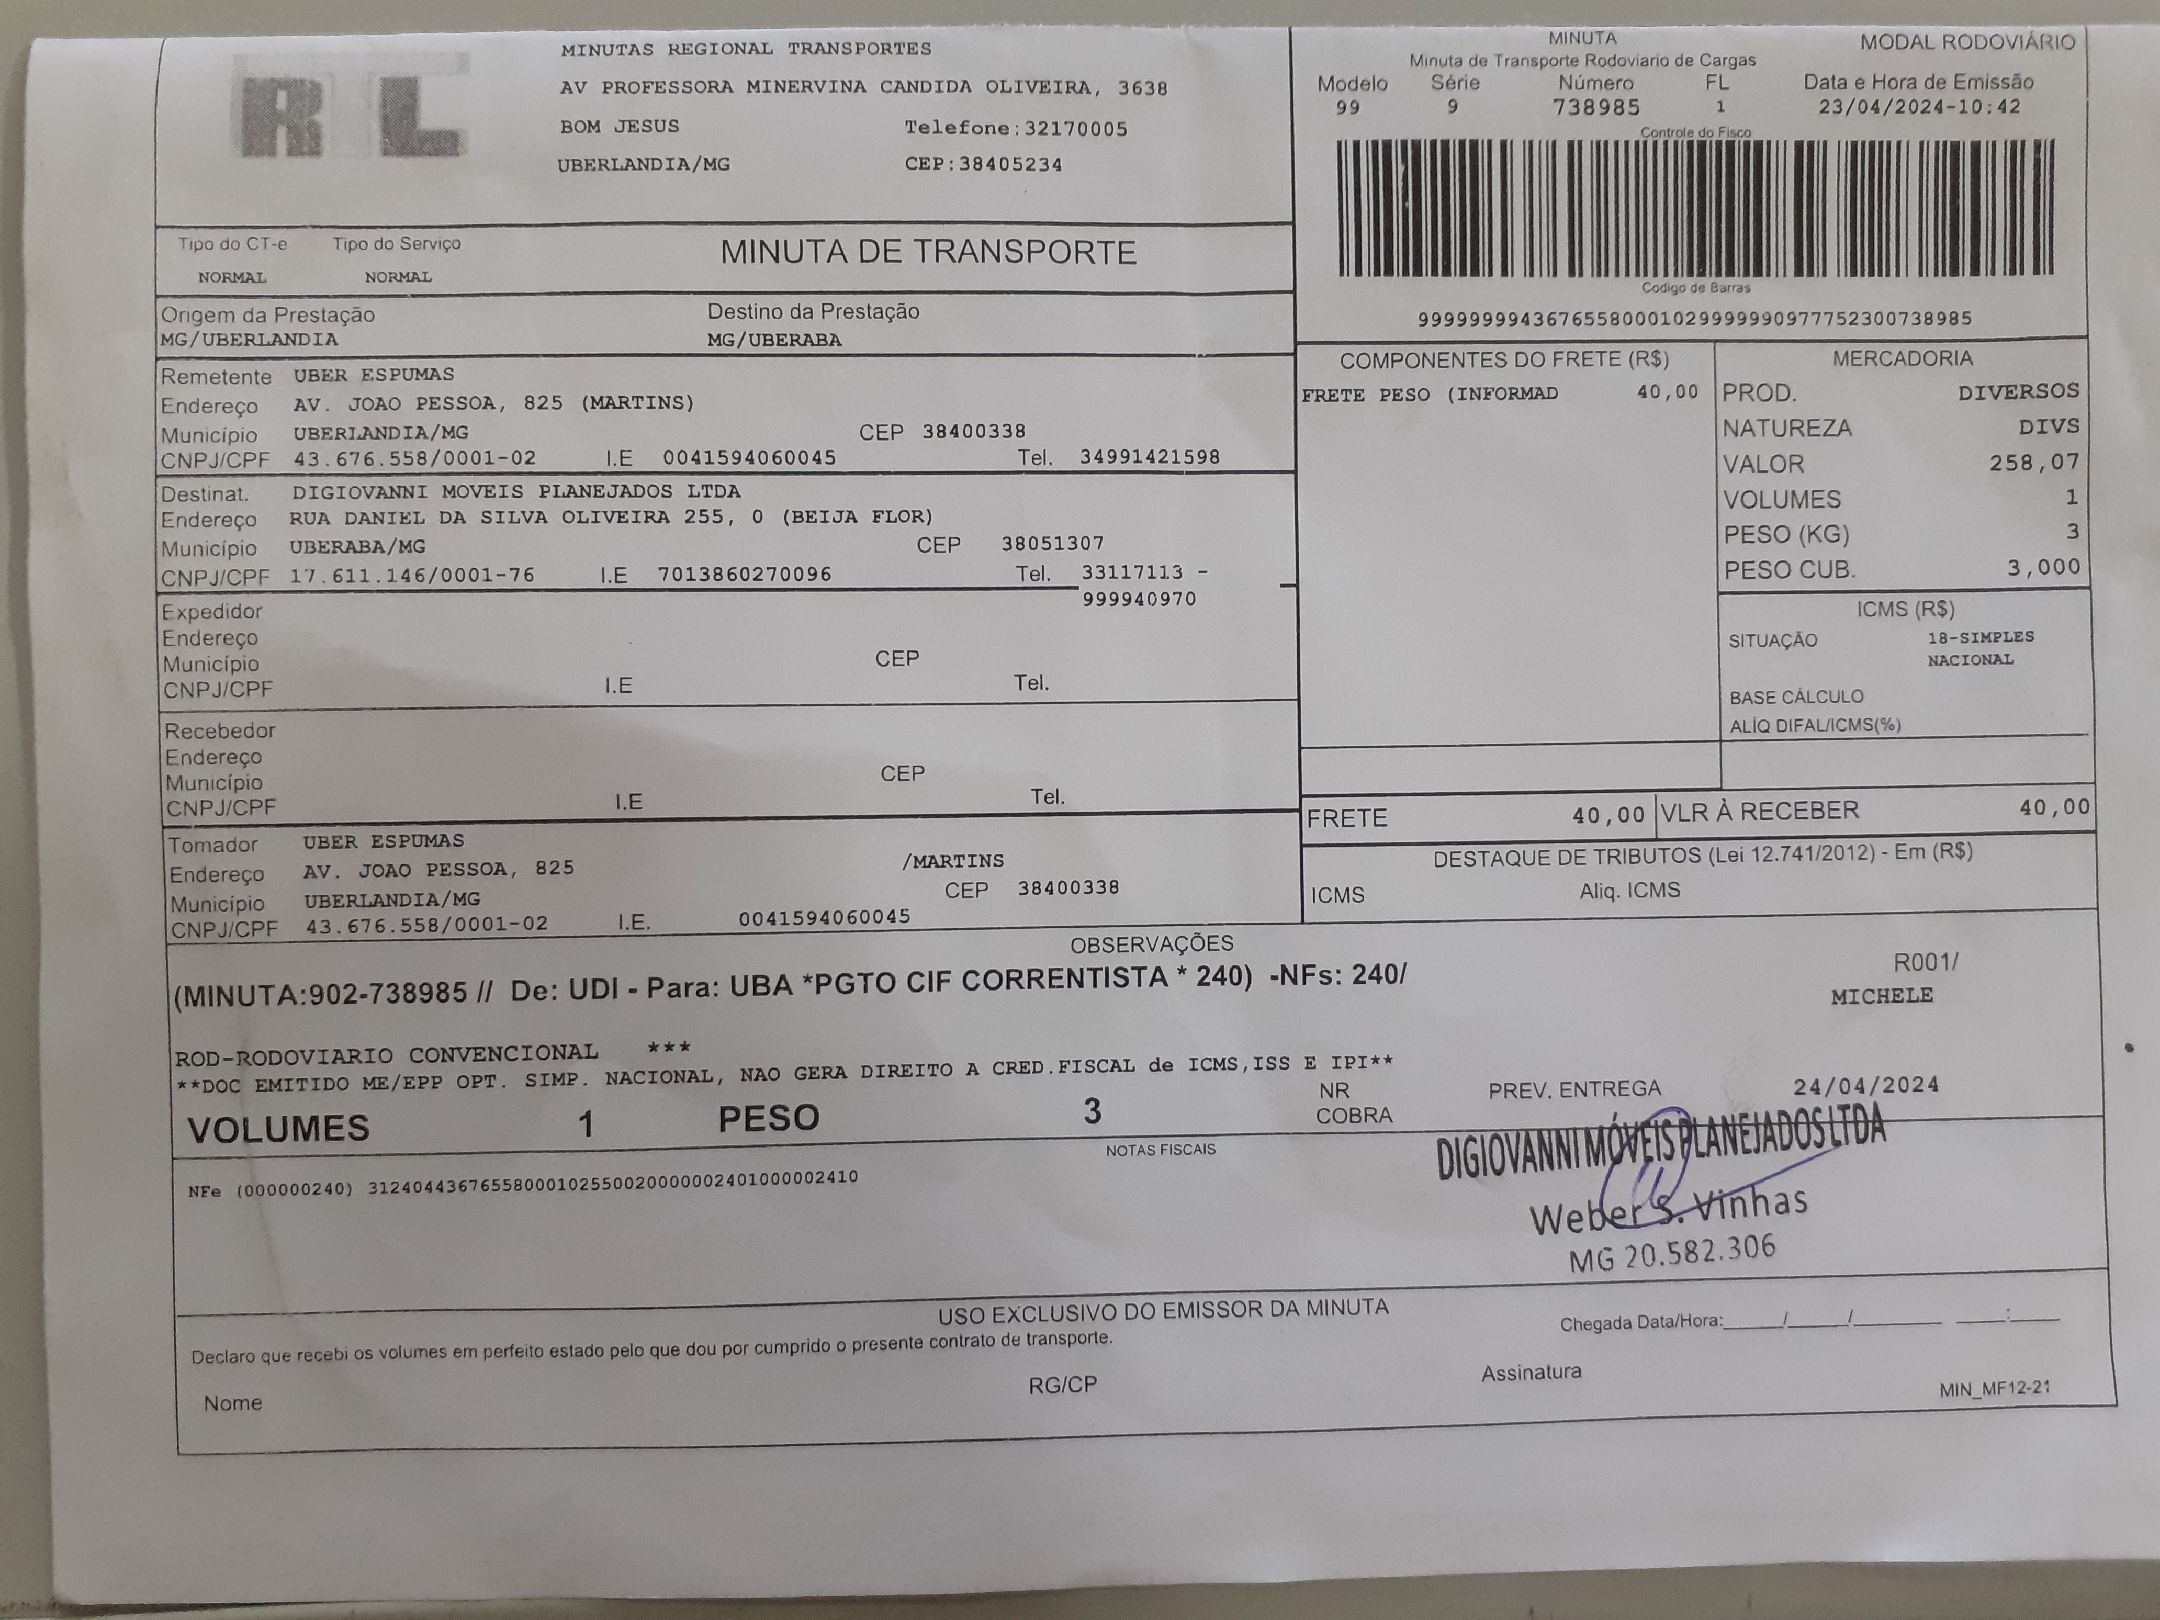 RTL
MINUTAS REGIONAL TRANSPORTES
AV PROFESSORA MINERVINA CANDIDA OLIVEIRA, 3638
BOM JESUS Telefone:32170005
UBERLANDIA/MG CEP:38405234
MINUTA MODAL RODOVIÁRIO
Minuta de Transporte Rodoviario de Cargas
Modelo Série Número FL Data e Hora de Emissão
99 9 738985 1 23/04/2024-10:42
Controle do Fisco
Codigo de Barras
99999999436765580001029999990977752300738985
Tipo do CT-e Tipo do Serviço MINUTA DE TRANSPORTE
NORMAL NORMAL
Origem da Prestação Destino da Prestação
MG/UBERLANDIA MG/UBERABA
Remetente UBER ESPUMAS
Endereço AV. JOAO PESSOA, 825 (MARTINS)
Município UBERLANDIA/MG CEP 38400338
CNPJ/CPF 43.676.558/0001-02 I.E 0041594060045 Tel. 34991421598
Destinat. DIGIOVANNI MOVEIS PLANEJADOS LTDA
Endereço RUA DANIEL DA SILVA OLIVEIRA 255, 0 (BEIJA FLOR)
Município UBERABA/MG CEP 38051307
CNPJ/CPF 17.611.146/0001-76 I.E 7013860270096 Tel. 33117113 -
999940970
Expedidor
Endereço
Município CEP
CNPJ/CPF I.E Tel.
Recebedor
Endereço
Município CEP
CNPJ/CPF I.E Tel.
Tomador UBER ESPUMAS
Endereço AV. JOAO PESSOA, 825 /MARTINS
Município UBERLANDIA/MG CEP 38400338
CNPJ/CPF 43.676.558/0001-02 I.E. 0041594060045
COMPONENTES DO FRETE (R$)
FRETE PESO (INFORMAD 40,00
MERCADORIA
PROD. DIVERSOS
NATUREZA DIVS
VALOR 258,07
VOLUMES 1
PESO (KG) 3
PESO CUB. 3,000
ICMS (R$)
SITUAÇÃO 18-SIMPLES
NACIONAL
BASE CÁLCULO
ALÍQ DIFAL/ICMS(%)
FRETE 40,00 VLR À RECEBER 40,00
DESTAQUE DE TRIBUTOS (Lei 12.741/2012) - Em (R$)
ICMS Aliq. ICMS
OBSERVAÇÕES
(MINUTA:902-738985 // De: UDI - Para: UBA *PGTO CIF CORRENTISTA * 240) -NFs: 240/
R001/
MICHELE
ROD-RODOVIARIO CONVENCIONAL ***
**DOC EMITIDO ME/EPP OPT. SIMP. NACIONAL, NAO GERA DIREITO A CRED.FISCAL de ICMS,ISS E IPI**
VOLUMES 1 PESO 3 NR COBRA PREV. ENTREGA 24/04/2024
NOTAS FISCAIS
NFe (000000240) 31240443676558000102550020000002401000002410
DIGIOVANNI MÓVEIS PLANEJADOS LTDA
Weber S. Vinhas
MG 20.582.306
USO EXCLUSIVO DO EMISSOR DA MINUTA
Chegada Data/Hora:_____/_____/________ ____:____
Declaro que recebi os volumes em perfeito estado pelo que dou por cumprido o presente contrato de transporte.
Nome RG/CP Assinatura
MIN_MF12-21